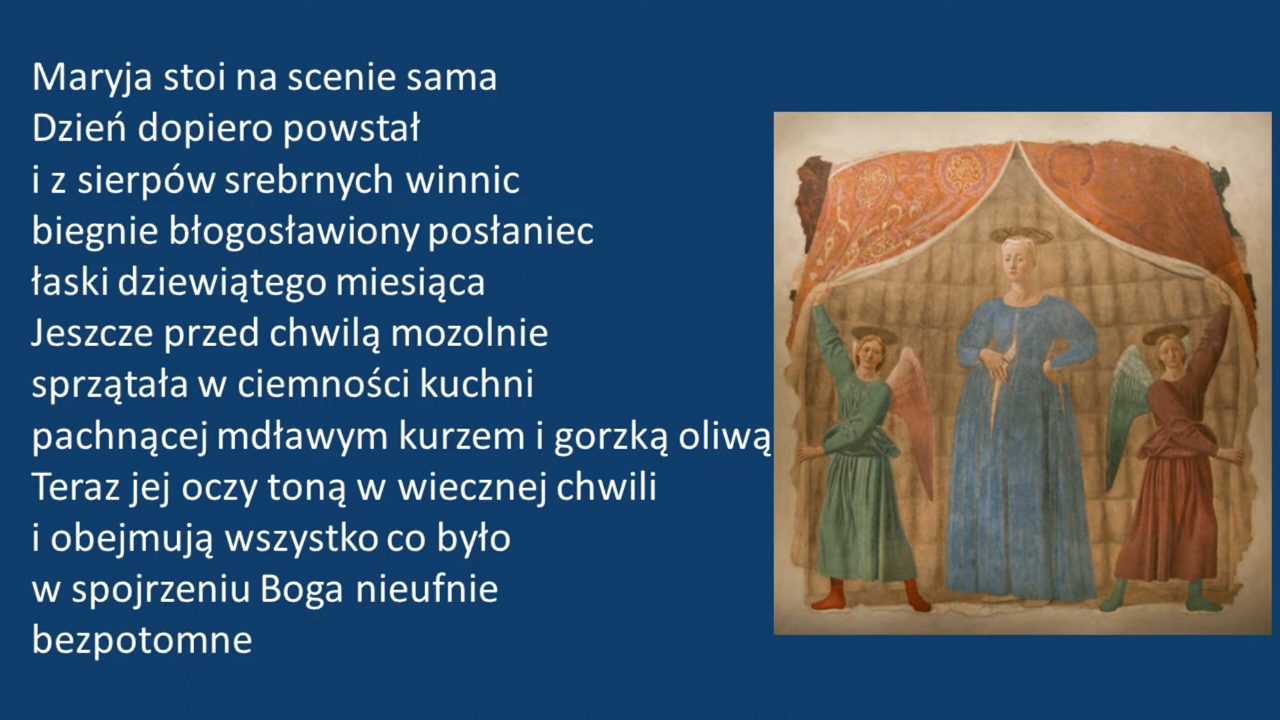 Maryja stoi na scenie sama
Dzień dopiero powstał
i z sierpów srebrnych winnic
biegnie błogosławiony posłaniec
łaski dziewiątego miesiąca
Jeszcze przed chwilą mozolnie
sprzątała w ciemności kuchni
pachnącej mdławym kurzem i gorzką oliwą
Teraz jej oczy toną w wiecznej chwili
i obejmują wszystko co było
w spojrzeniu Boga nieufnie
bezpotomne